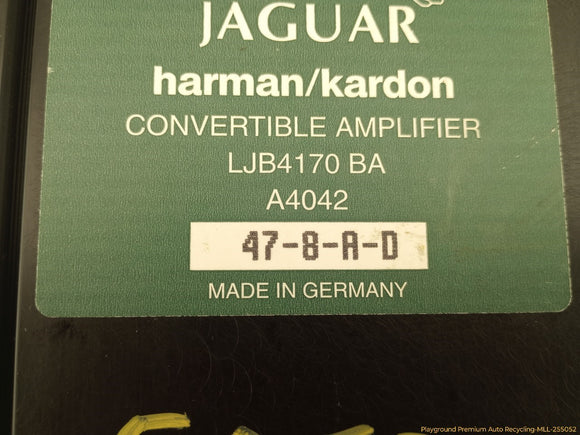 JAGUAR
harman/kardon
CONVERTIBLE AMPLIFIER
LJB4170 BA
A4042
47-8-A-D
MADE IN GERMANY
Playground Premium Auto Recycling-MLL-255052